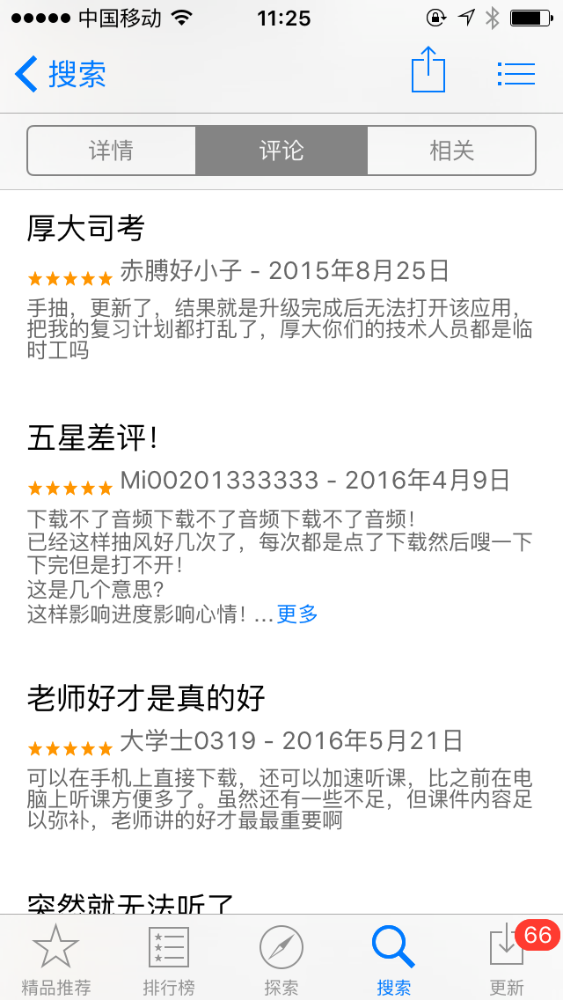 中国移动 11:25
搜索
详情 评论 相关
厚大司考
赤膊好小子 - 2015年8月25日
手抽，更新了，结果就是升级完成后无法打开该应用，
把我的复习计划都打乱了，厚大你们的技术人员都是临
时工吗
五星差评！
Mi00201333333 - 2016年4月9日
下载不了音频下载不了音频下载不了音频！
已经这样抽风好几次了，每次都是点了下载然后嗖一下
下完但是打不开！
这是几个意思？
这样影响进度影响心情！...更多
老师好才是真的好
大学士0319 - 2016年5月21日
可以在手机上直接下载，还可以加速听课，比之前在电
脑上听课方便多了。虽然还有一些不足，但课件内容足
以弥补，老师讲的好才最最重要啊
突然就无法听了
66
精品推荐 排行榜 探索 搜索 更新